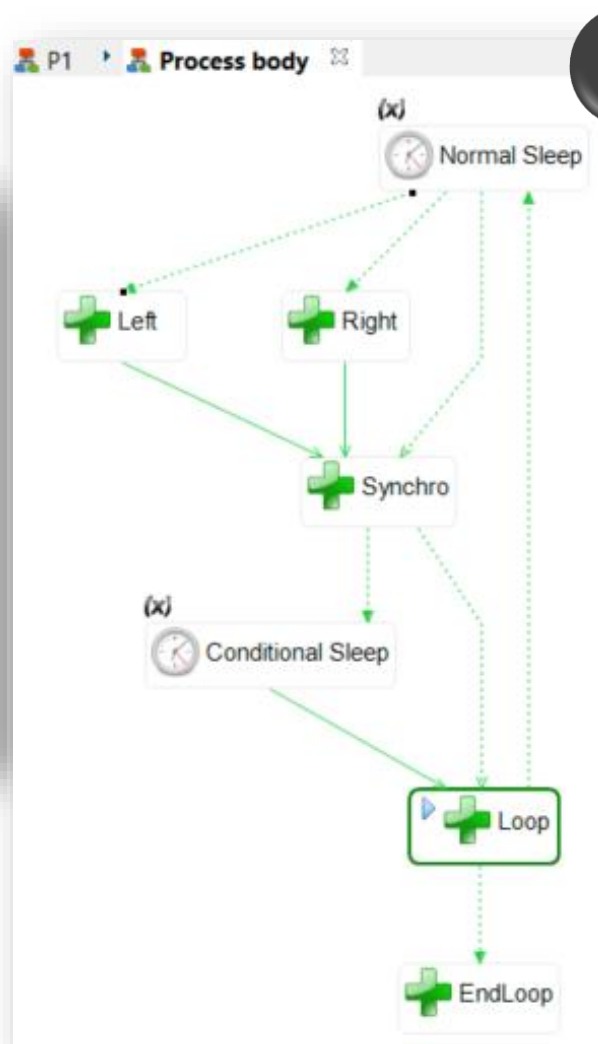 P1 Process body
(x)
Normal Sleep
Left Right
Synchro
(x)
Conditional Sleep
Loop
EndLoop